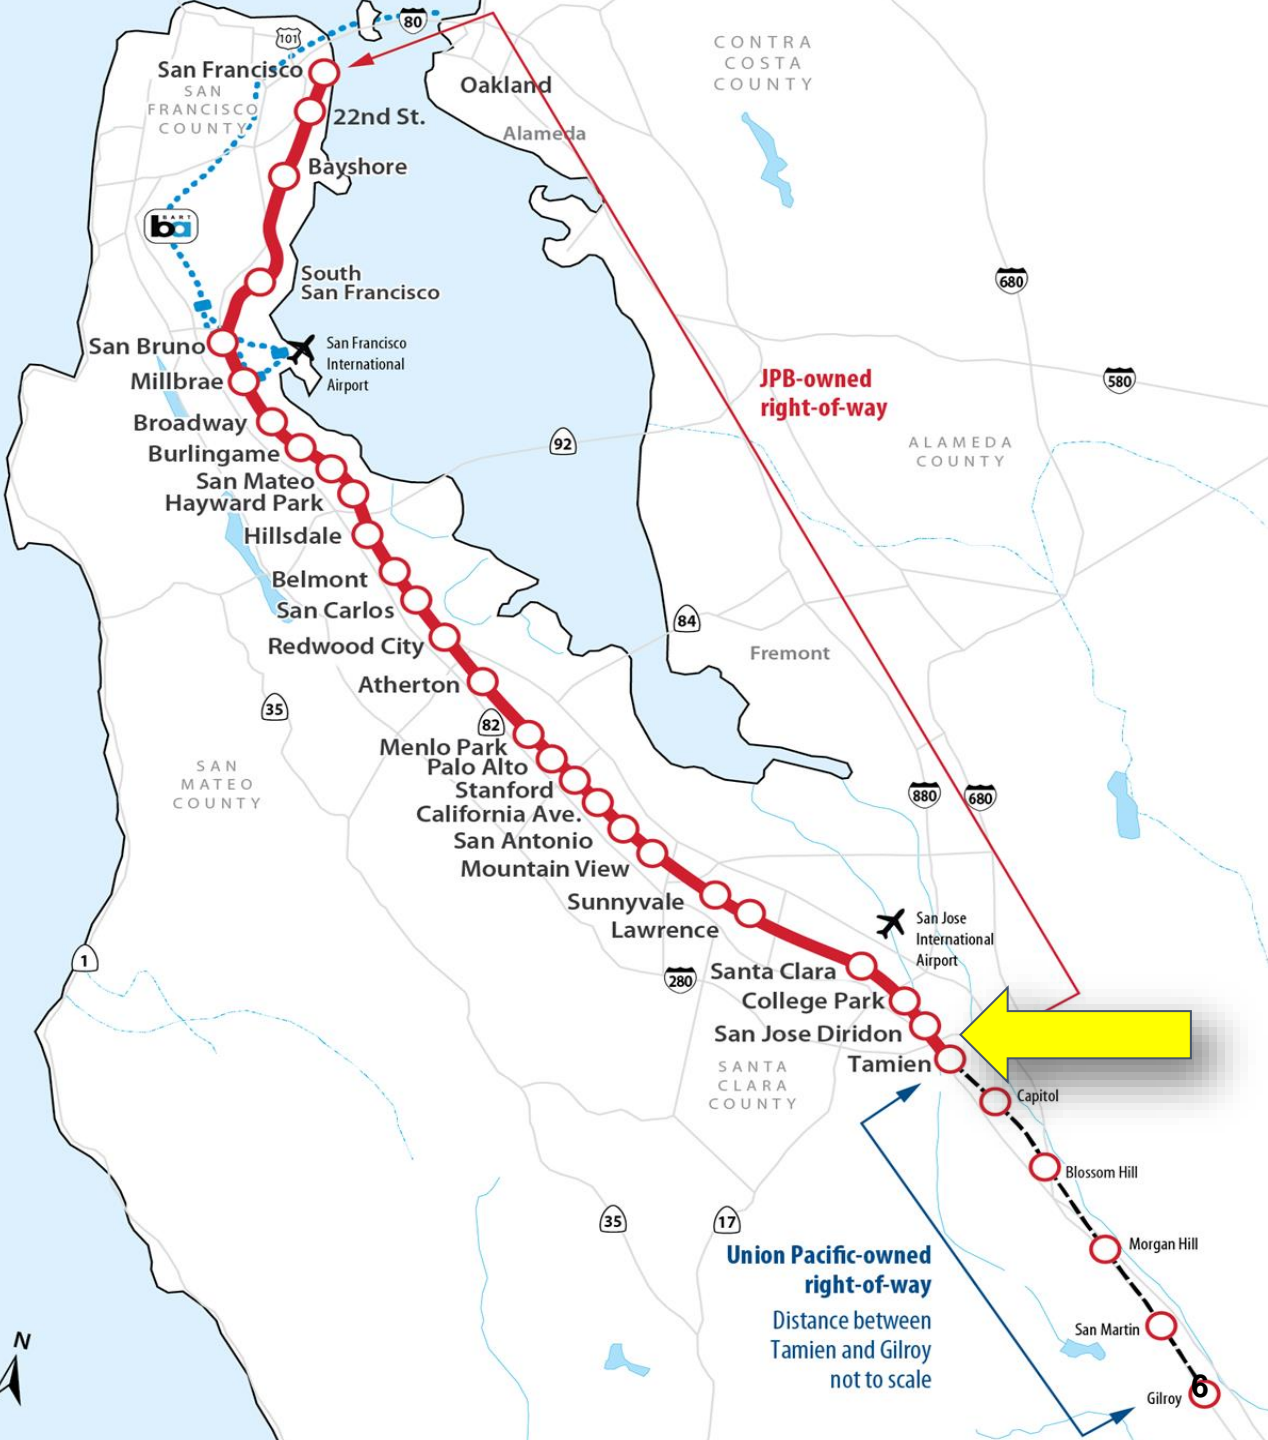 80
101
San Francisco
SAN
FRANCISCO
COUNTY
22nd St.
Bayshore
Oakland
Alameda
CONTRA
COSTA
COUNTY
BART
ba
South
San Francisco
San Bruno
San Francisco
International
Airport
Millbrae
Broadway
Burlingame
San Mateo
Hayward Park
Hillsdale
Belmont
San Carlos
Redwood City
Atherton
680
580
JPB-owned
right-of-way
ALAMEDA
COUNTY
92
84
Fremont
35
82
Menlo Park
Palo Alto
Stanford
California Ave.
San Antonio
Mountain View
SAN
MATEO
COUNTY
880
680
Sunnyvale
Lawrence
San Jose
International
Airport
1
280
Santa Clara
College Park
San Jose Diridon
Tamien
SANTA
CLARA
COUNTY
Capitol
Blossom Hill
35
17
Morgan Hill
Union Pacific-owned
right-of-way
Distance between
Tamien and Gilroy
not to scale
San Martin
Gilroy
6
N